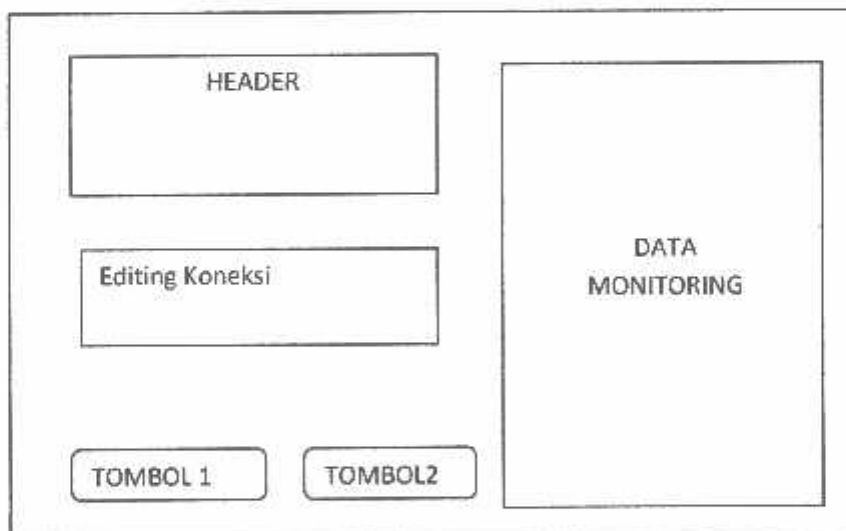 HEADER
Editing Koneksi
TOMBOL 1
TOMBOL2
DATA
MONITORING